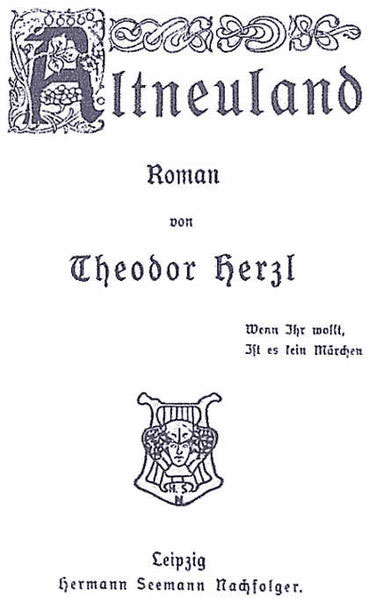 Altneuland
Roman
von
Theodor Herzl
Wenn Ihr wollt,
Ist es kein Märchen
H. S.
N
Leipzig
Hermann Seemann Nachfolger.